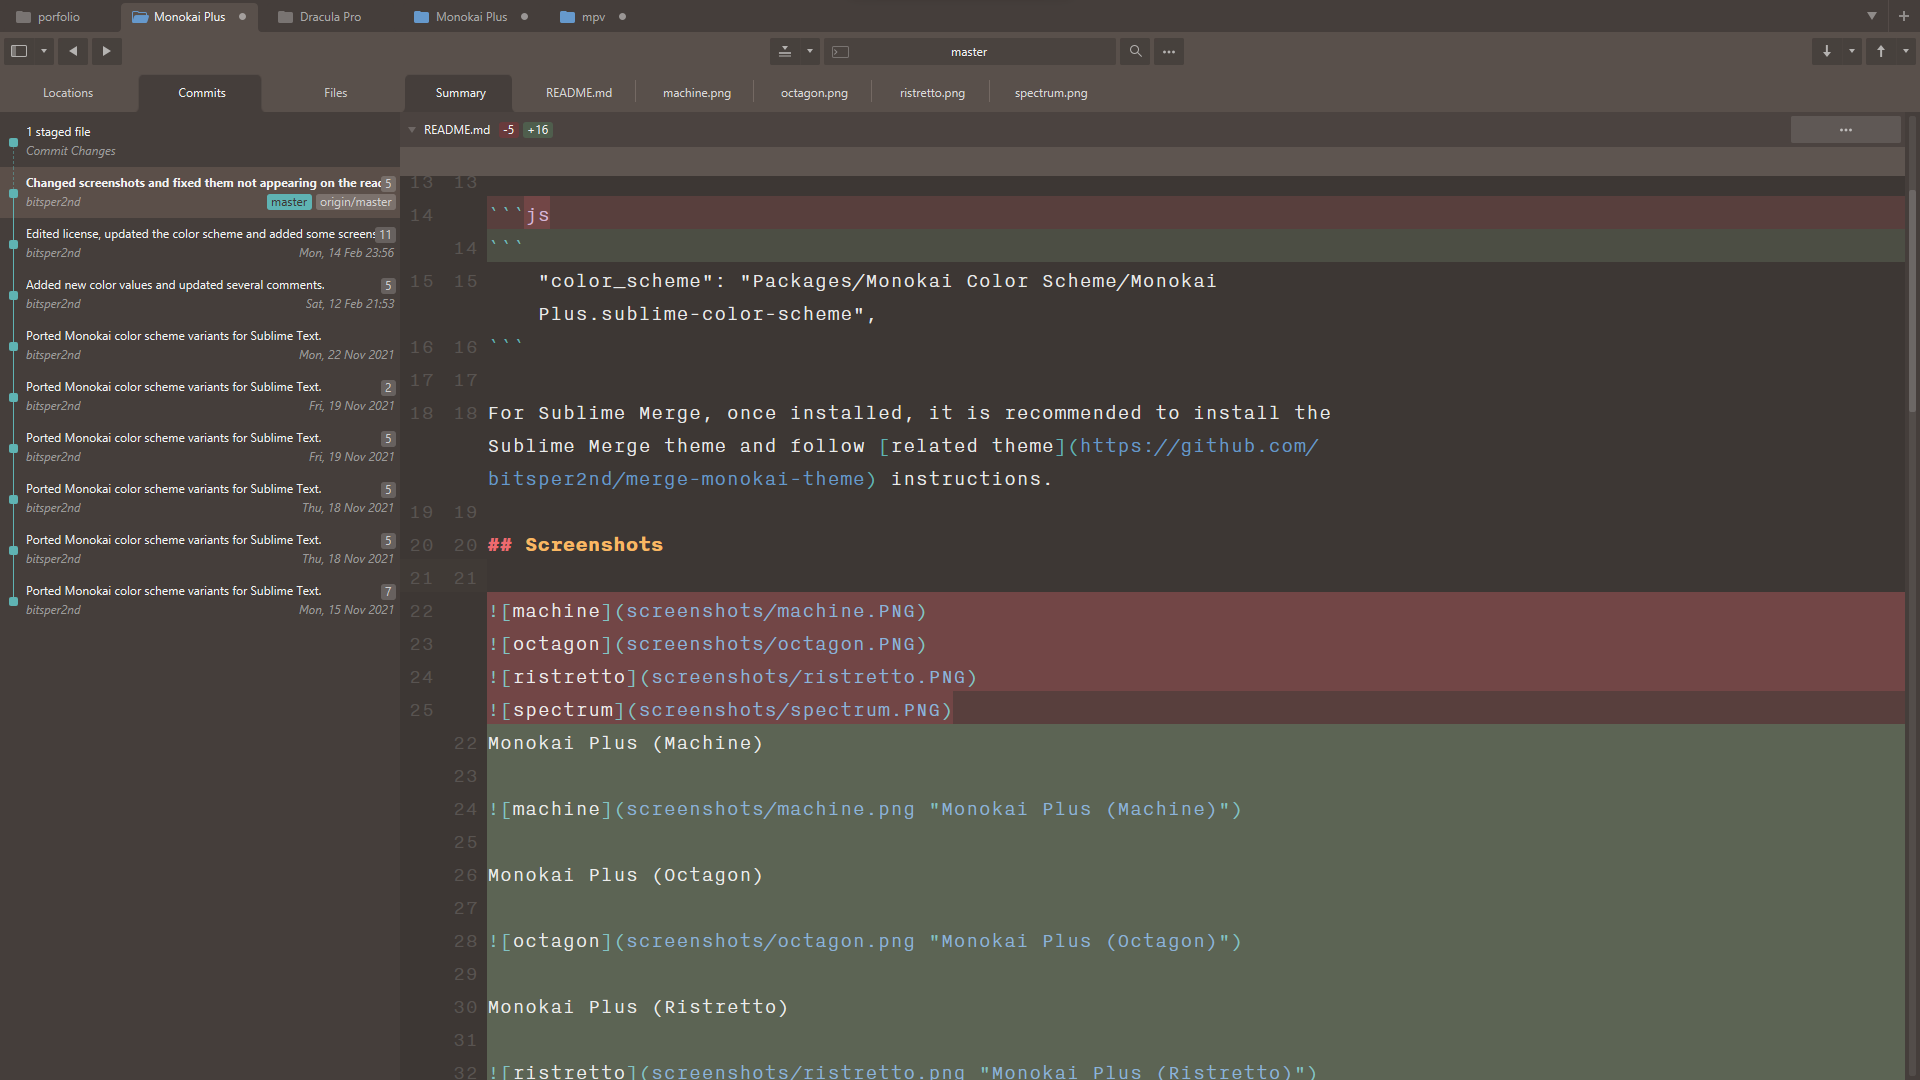 porfolio
Monokai Plus
Dracula Pro
Monokai Plus
mpv
master
Locations
Commits
Files
Summary
README.md
machine.png
octagon.png
ristretto.png
spectrum.png
1 staged file
Commit Changes
Changed screenshots and fixed them not appearing on the 5
bitsper2nd master origin/master
Edited license, updated the color scheme and added some 11
bitsper2nd Mon, 14 Feb 23:56
Added new color values and updated several comments. 5
bitsper2nd Sat, 12 Feb 21:53
Ported Monokai color scheme variants for Sublime Text.
bitsper2nd Mon, 22 Nov 2021
Ported Monokai color scheme variants for Sublime Text. 2
bitsper2nd Fri, 19 Nov 2021
Ported Monokai color scheme variants for Sublime Text. 5
bitsper2nd Fri, 19 Nov 2021
Ported Monokai color scheme variants for Sublime Text. 5
bitsper2nd Thu, 18 Nov 2021
Ported Monokai color scheme variants for Sublime Text. 5
bitsper2nd Thu, 18 Nov 2021
Ported Monokai color scheme variants for Sublime Text. 7
bitsper2nd Mon, 15 Nov 2021
README.md -5 +16
13 13
14 ```js
14 ```
15 15 "color_scheme": "Packages/Monokai Color Scheme/Monokai
Plus.sublime-color-scheme",
16 16 ```
17 17
18 18 For Sublime Merge, once installed, it is recommended to install the
Sublime Merge theme and follow [related theme](https://github.com/
bitsper2nd/merge-monokai-theme) instructions.
19 19
20 20 ## Screenshots
21 21
22 ![machine](screenshots/machine.PNG)
23 ![octagon](screenshots/octagon.PNG)
24 ![ristretto](screenshots/ristretto.PNG)
25 ![spectrum](screenshots/spectrum.PNG)
22 Monokai Plus (Machine)
23
24 ![machine](screenshots/machine.png "Monokai Plus (Machine)")
25
26 Monokai Plus (Octagon)
27
28 ![octagon](screenshots/octagon.png "Monokai Plus (Octagon)")
29
30 Monokai Plus (Ristretto)
31
32 ![ristretto](screenshots/ristretto.png "Monokai Plus (Ristretto)")